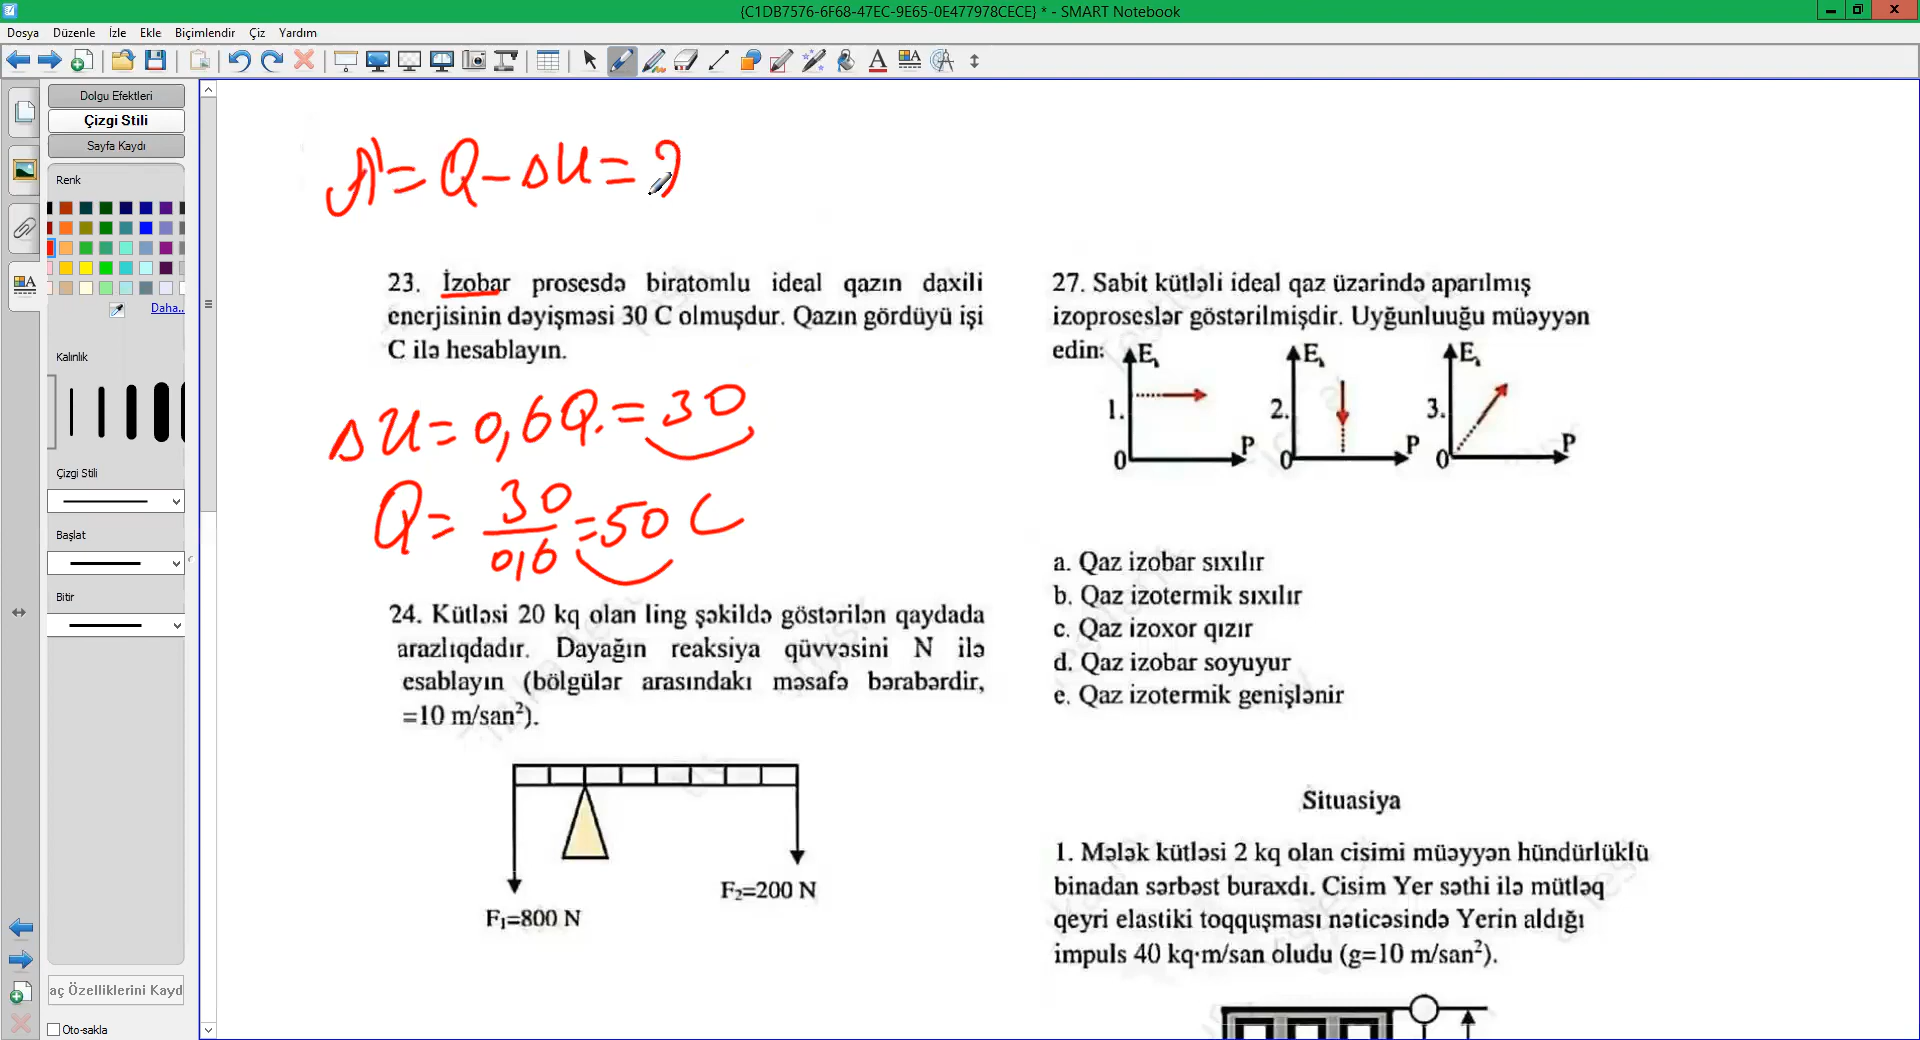 {C1DB7576-6F68-47EC-9E65-0E477978CECE} * - SMART Notebook
Dosya Düzenle İzle Ekle Biçimlendir Çiz Yardım
Dolgu Efektleri
Çizgi Stili
Sayfa Kaydı
Renk
Daha..
Kalınlık
Çizgi Stili
Başlat
Bitir
aç Özelliklerini Kayd
Oto-sakla
A' = Q - ΔU = 2
23. İzobar prosesdə biratomlu ideal qazın daxili
enerjisinin dəyişməsi 30 C olmuşdur. Qazın gördüyü işi
C ilə hesablayın.
ΔU = 0,6Q. = 30
Q = 30/0,6 = 50 C
24. Kütləsi 20 kq olan ling şəkildə göstərilən qaydada
arazlıqdadır. Dayağın reaksiya qüvvəsini N ilə
esablayın (bölgülər arasındakı məsafə bərabərdir,
=10 m/san²).
F₁=800 N
F₂=200 N
27. Sabit kütləli ideal qaz üzərində aparılmış
izoproseslər göstərilmişdir. Uyğunluuğu müəyyən
edin:
1. 0 P
2. 0 P
3. 0 P
a. Qaz izobar sıxılır
b. Qaz izotermik sıxılır
c. Qaz izoxor qızır
d. Qaz izobar soyuyur
e. Qaz izotermik genişlənir
Situasiya
1. Mələk kütləsi 2 kq olan cisimi müəyyən hündürlüklü
binadan sərbəst buraxdı. Cisim Yer səthi ilə mütləq
qeyri elastiki toqquşması nəticəsində Yerin aldığı
impuls 40 kq·m/san oludu (g=10 m/san²).